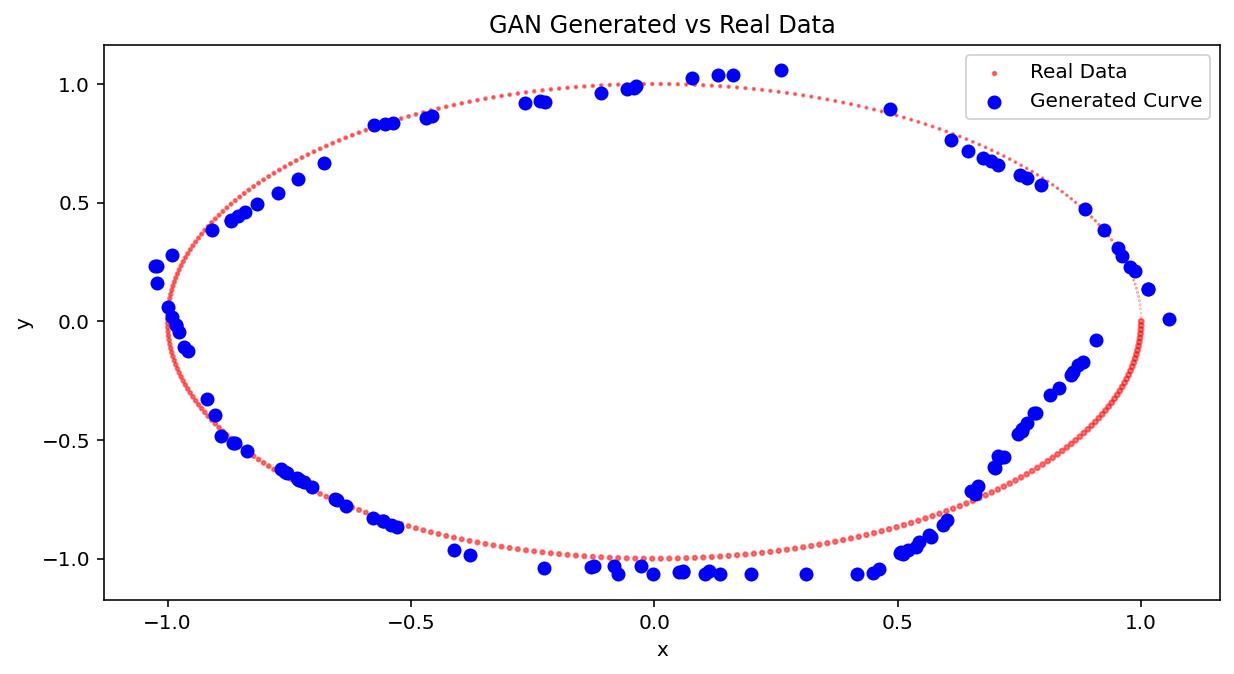 GAN Generated vs Real Data
Real Data
Generated Curve
1.0
0.5
0.0
−0.5
−1.0
y
−1.0 −0.5 0.0 0.5 1.0
x